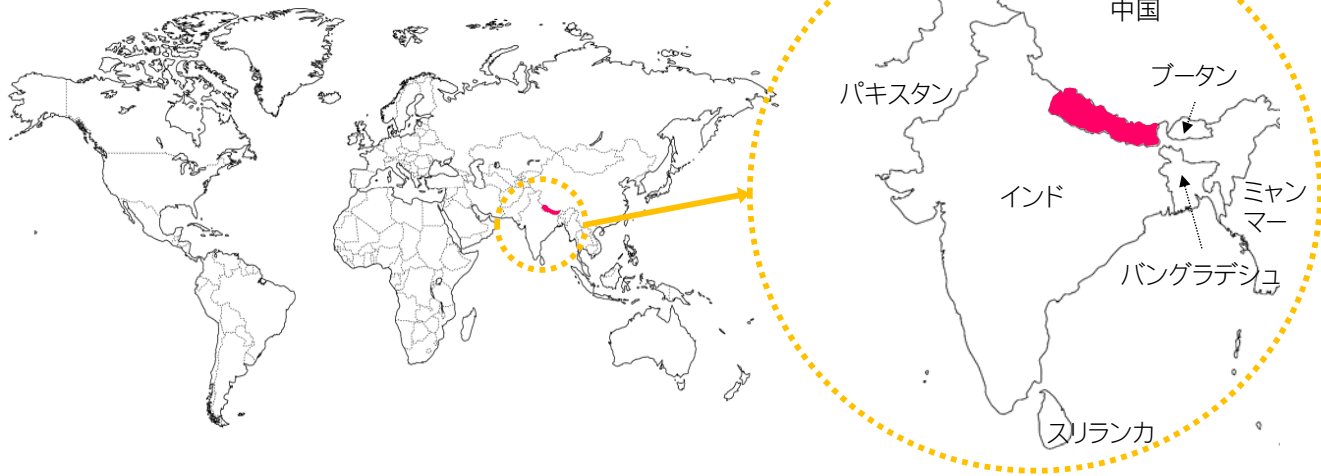 中国
ブータン
パキスタン
インド
ミャン
マー
バングラデシュ
スリランカ